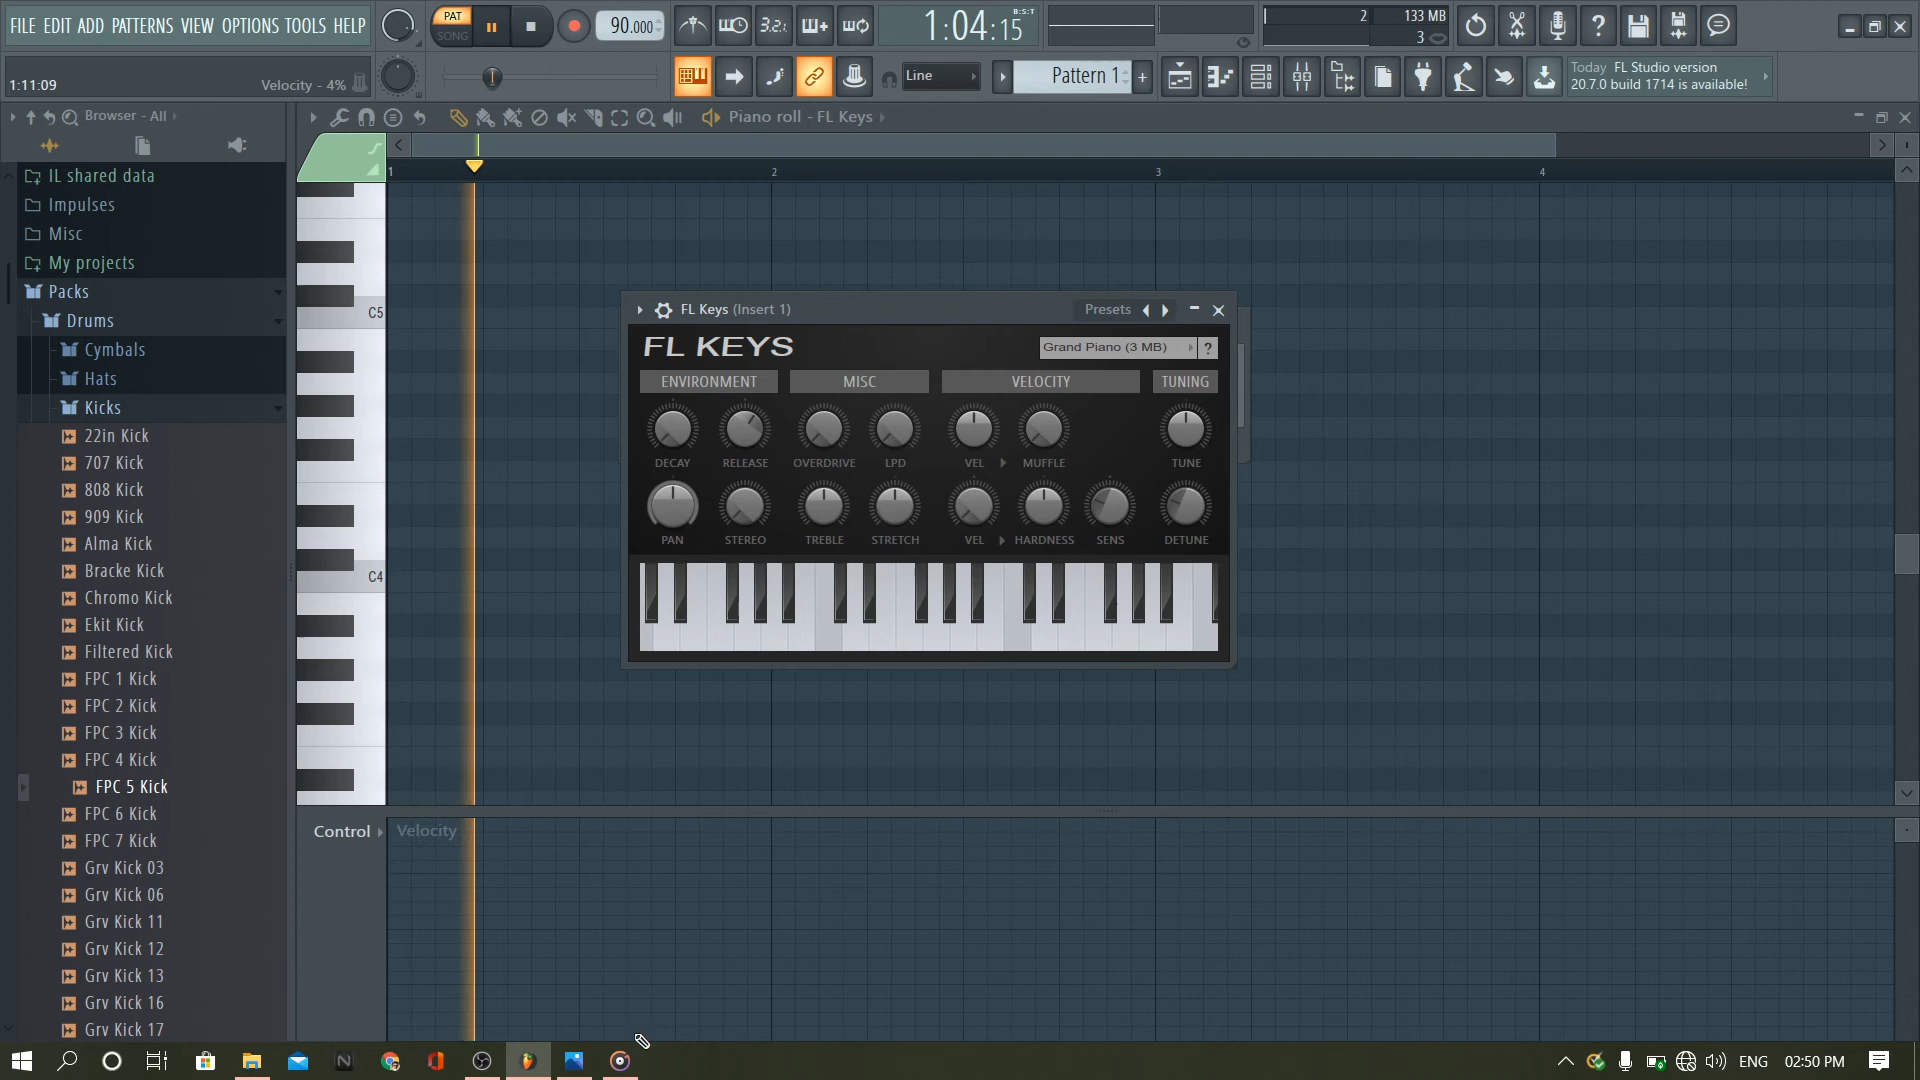 FILE EDIT ADD PATTERNS VIEW OPTIONS TOOLS HELP
PAT
SONG
90.000
3.2.1
1:04:15
B:S:T
2
133 MB
3
1:11:09
Velocity - 4%
Line
Pattern 1
Today FL Studio version
20.7.0 build 1714 is available!
Browser - All
Piano roll - FL Keys
1
2
3
4
IL shared data
Impulses
Misc
My projects
Packs
Drums
Cymbals
Hats
Kicks
22in Kick
707 Kick
808 Kick
909 Kick
Alma Kick
Bracke Kick
Chromo Kick
Ekit Kick
Filtered Kick
FPC 1 Kick
FPC 2 Kick
FPC 3 Kick
FPC 4 Kick
FPC 5 Kick
FPC 6 Kick
FPC 7 Kick
Grv Kick 03
Grv Kick 06
Grv Kick 11
Grv Kick 12
Grv Kick 13
Grv Kick 16
Grv Kick 17
C5
C4
FL Keys (Insert 1)
Presets
FL KEYS
Grand Piano (3 MB)
?
ENVIRONMENT
MISC
VELOCITY
TUNING
DECAY
RELEASE
OVERDRIVE
LPD
VEL
MUFFLE
TUNE
PAN
STEREO
TREBLE
STRETCH
VEL
HARDNESS
SENS
DETUNE
Control
Velocity
ENG
02:50 PM